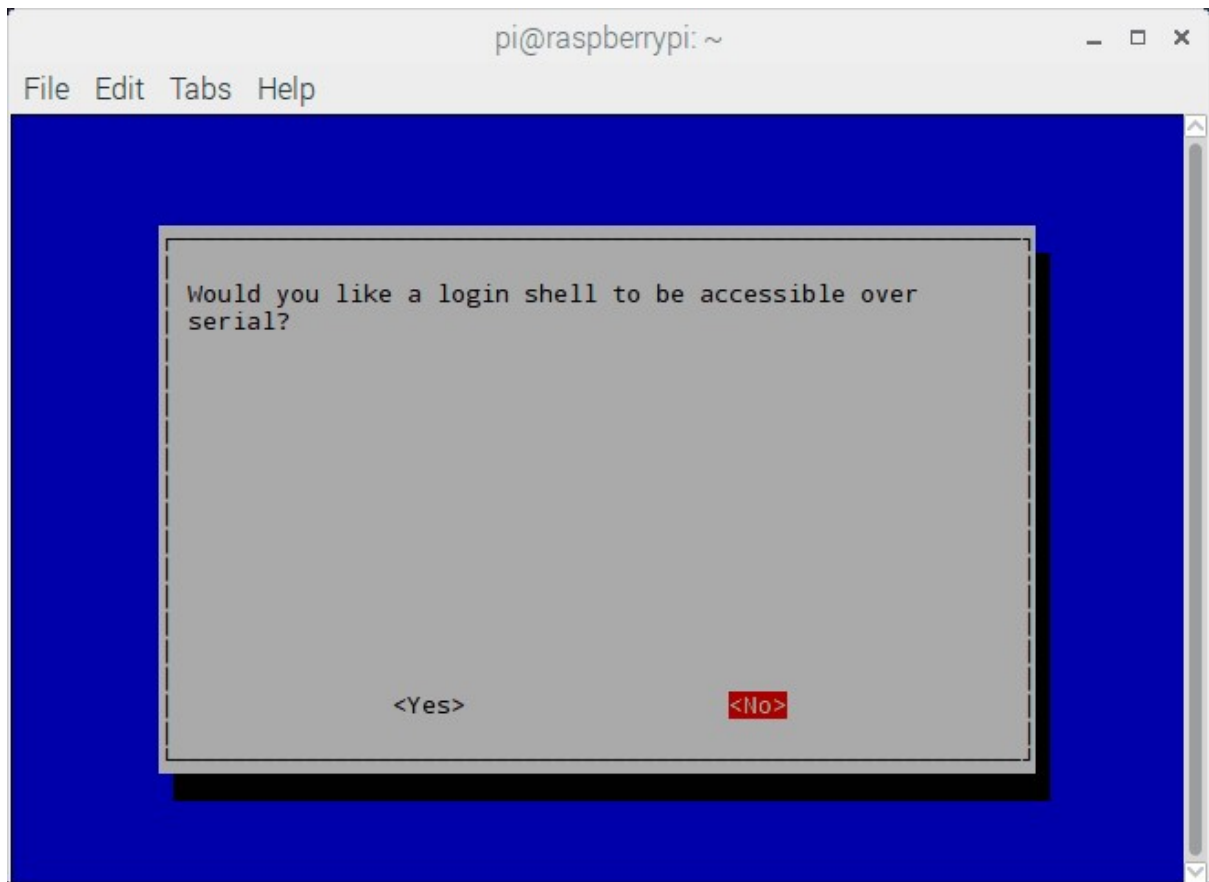 pi@raspberrypi: ~
File Edit Tabs Help
Would you like a login shell to be accessible over
serial?
<Yes> <No>